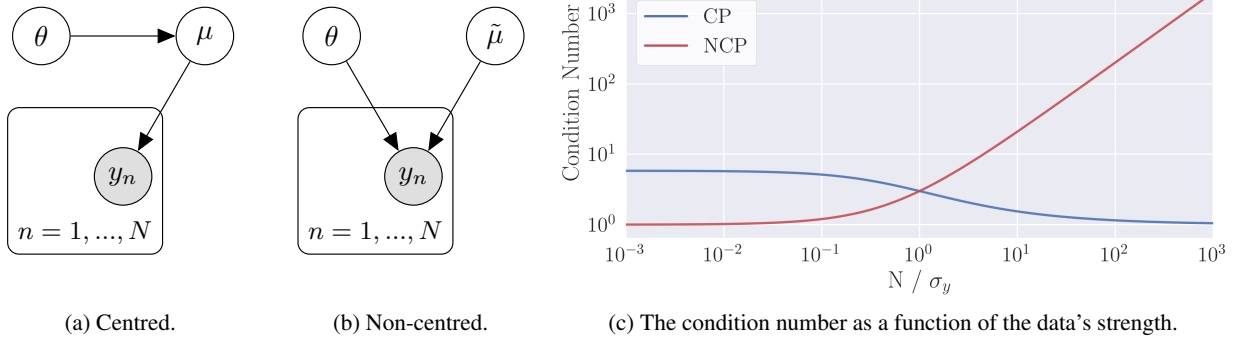 θ
μ
y_n
n = 1, ..., N
(a) Centred.
θ
μ̃
y_n
n = 1, ..., N
(b) Non-centred.
Condition Number
10^3
10^2
10^1
10^0
CP
NCP
10^−3 10^−2 10^−1 10^0 10^1 10^2 10^3
N / σ_y
(c) The condition number as a function of the data's strength.